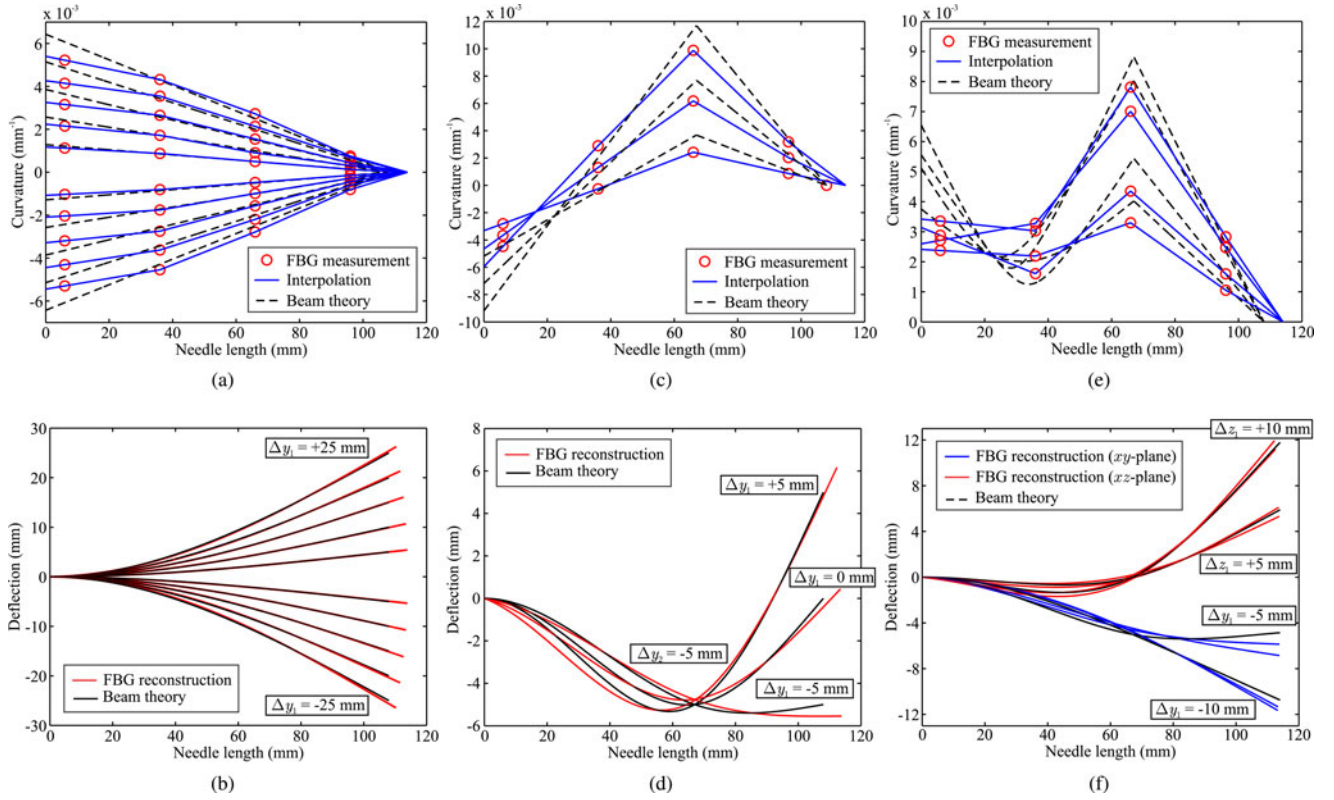 x 10⁻³
6
4
2
0
-2
-4
-6
Curvature (mm⁻¹)
FBG measurement
Interpolation
Beam theory
0 20 40 60 80 100 120
Needle length (mm)
(a)
x 10⁻³
12
10
8
6
4
2
0
-2
-4
-6
-8
-10
Curvature (mm⁻¹)
FBG measurement
Interpolation
Beam theory
0 20 40 60 80 100 120
Needle length (mm)
(c)
x 10⁻³
10
9
8
7
6
5
4
3
2
1
0
Curvature (mm⁻¹)
FBG measurement
Interpolation
Beam theory
0 20 40 60 80 100 120
Needle length (mm)
(e)
30
20
10
0
-10
-20
-30
Deflection (mm)
Δy₁ = +25 mm
FBG reconstruction
Beam theory
Δy₁ = -25 mm
0 20 40 60 80 100 120
Needle length (mm)
(b)
8
6
4
2
0
-2
-4
-6
Deflection (mm)
FBG reconstruction
Beam theory
Δy₁ = +5 mm
Δy₁ = 0 mm
Δy₂ = -5 mm
Δy₁ = -5 mm
0 20 40 60 80 100 120
Needle length (mm)
(d)
12
8
4
0
-4
-8
-12
Deflection (mm)
Δz₁ = +10 mm
FBG reconstruction (xy-plane)
FBG reconstruction (xz-plane)
Beam theory
Δz₁ = +5 mm
Δy₁ = -5 mm
Δy₁ = -10 mm
0 20 40 60 80 100 120
Needle length (mm)
(f)